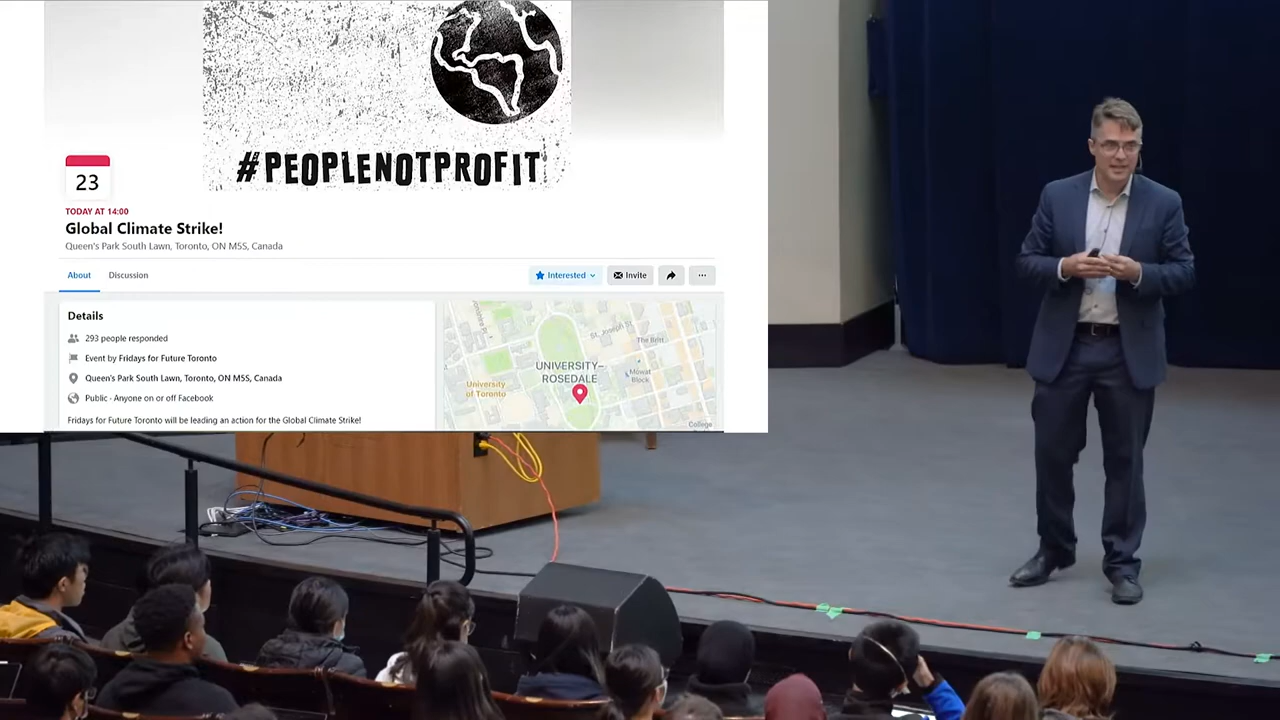 #PEOPLENOTPROFIT
23
TODAY AT 14:00
Global Climate Strike!
Queen's Park South Lawn, Toronto, ON M5S, Canada
About Discussion
Interested Invite
Details
293 people responded
Event by Fridays for Future Toronto
Queen's Park South Lawn, Toronto, ON M5S, Canada
Public · Anyone on or off Facebook
Fridays for Future Toronto will be leading an action for the Global Climate Strike!
St. Joseph St
The Britt
UNIVERSITY–
ROSEDALE
Mowat
Block
University
of Toronto
College